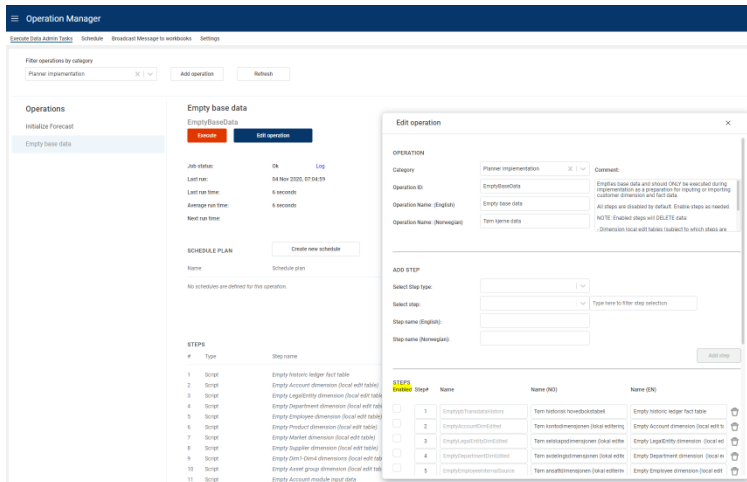 Operation Manager
Execute Data Admin Tasks Schedule Broadcast Message to workbooks Settings
Filter operations by category
Planner Implementation
Add operation
Refresh
Operations
Initialize Forecast
Empty base data
Empty base data
EmptyBaseData
Execute
Edit operation
Job status: Ok Log
Last run: 04 Nov 2020, 07:04:59
Last run time: 6 seconds
Average run time: 6 seconds
Next run time:
SCHEDULE PLAN
Create new schedule
Name Schedule plan
No schedules are defined for this operation.
STEPS
# Type Step name
1 Script Empty historic ledger fact table
2 Script Empty Account dimension (local edit table)
3 Script Empty LegalEntity dimension (local edit table)
4 Script Empty Department dimension (local edit tab
5 Script Empty Employee dimension (local edit table)
6 Script Empty Product dimension (local edit table)
7 Script Empty Market dimension (local edit table)
8 Script Empty Supplier dimension (local edit table)
9 Script Empty Dim1-Dim4 dimensions (local edit table
10 Script Empty Asset group dimension (local edit tab
11 Script Empty Account module input data
Edit operation
OPERATION
Category Planner Implementation Comment:
Operation ID: EmptyBaseData
Operation Name: (English) Empty base data
Operation Name: (Norwegian) Tøm kjerne data
Empties base data and should ONLY be executed during
implementation as a preparation for inputing or importing
customer dimension and fact data.
All steps are disabled by default. Enable steps as needed.
NOTE: Enabled steps will DELETE data:
- Dimension local edit tables (subject to which steps are
ADD STEP
Select Step type:
Select step: Type here to filter step selection
Step name (English):
Step name (Norwegian):
Add step
STEPS
Enabled Step# Name Name (NO) Name (EN)
1 Tøm historisk hovedbokstabell Empty historic ledger fact table
2 EmptyAccountDimEdited Tøm kontodimensjonen (lokal editering Empty Account dimension (local edit t
3 EmptyLegalEntityDimEdited Tøm selskapsdimensjonen (lokal edite Empty LegalEntity dimension (local ed
4 EmptyDepartmentDimEdited Tøm avdelingsdimensjonen (lokal edite Empty Department dimension (local e
5 EmptyEmployeeInternalSource Tøm ansattdimensjonen (lokal editerin Empty Employee dimension (local edit